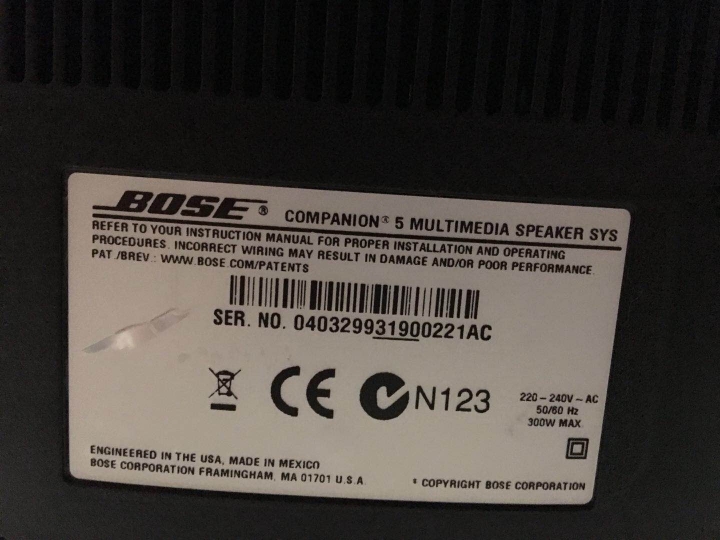 BOSE® COMPANION® 5 MULTIMEDIA SPEAKER SYS
REFER TO YOUR INSTRUCTION MANUAL FOR PROPER INSTALLATION AND OPERATING
PROCEDURES. INCORRECT WIRING MAY RESULT IN DAMAGE AND/OR POOR PERFORMANCE.
PAT./BREV.: WWW.BOSE.COM/PATENTS
SER. NO. 040329931900221AC
CE N123
220-240V~AC
50/60 Hz
300W MAX
ENGINEERED IN THE USA, MADE IN MEXICO
BOSE CORPORATION FRAMINGHAM, MA 01701 U.S.A.
© COPYRIGHT BOSE CORPORATION